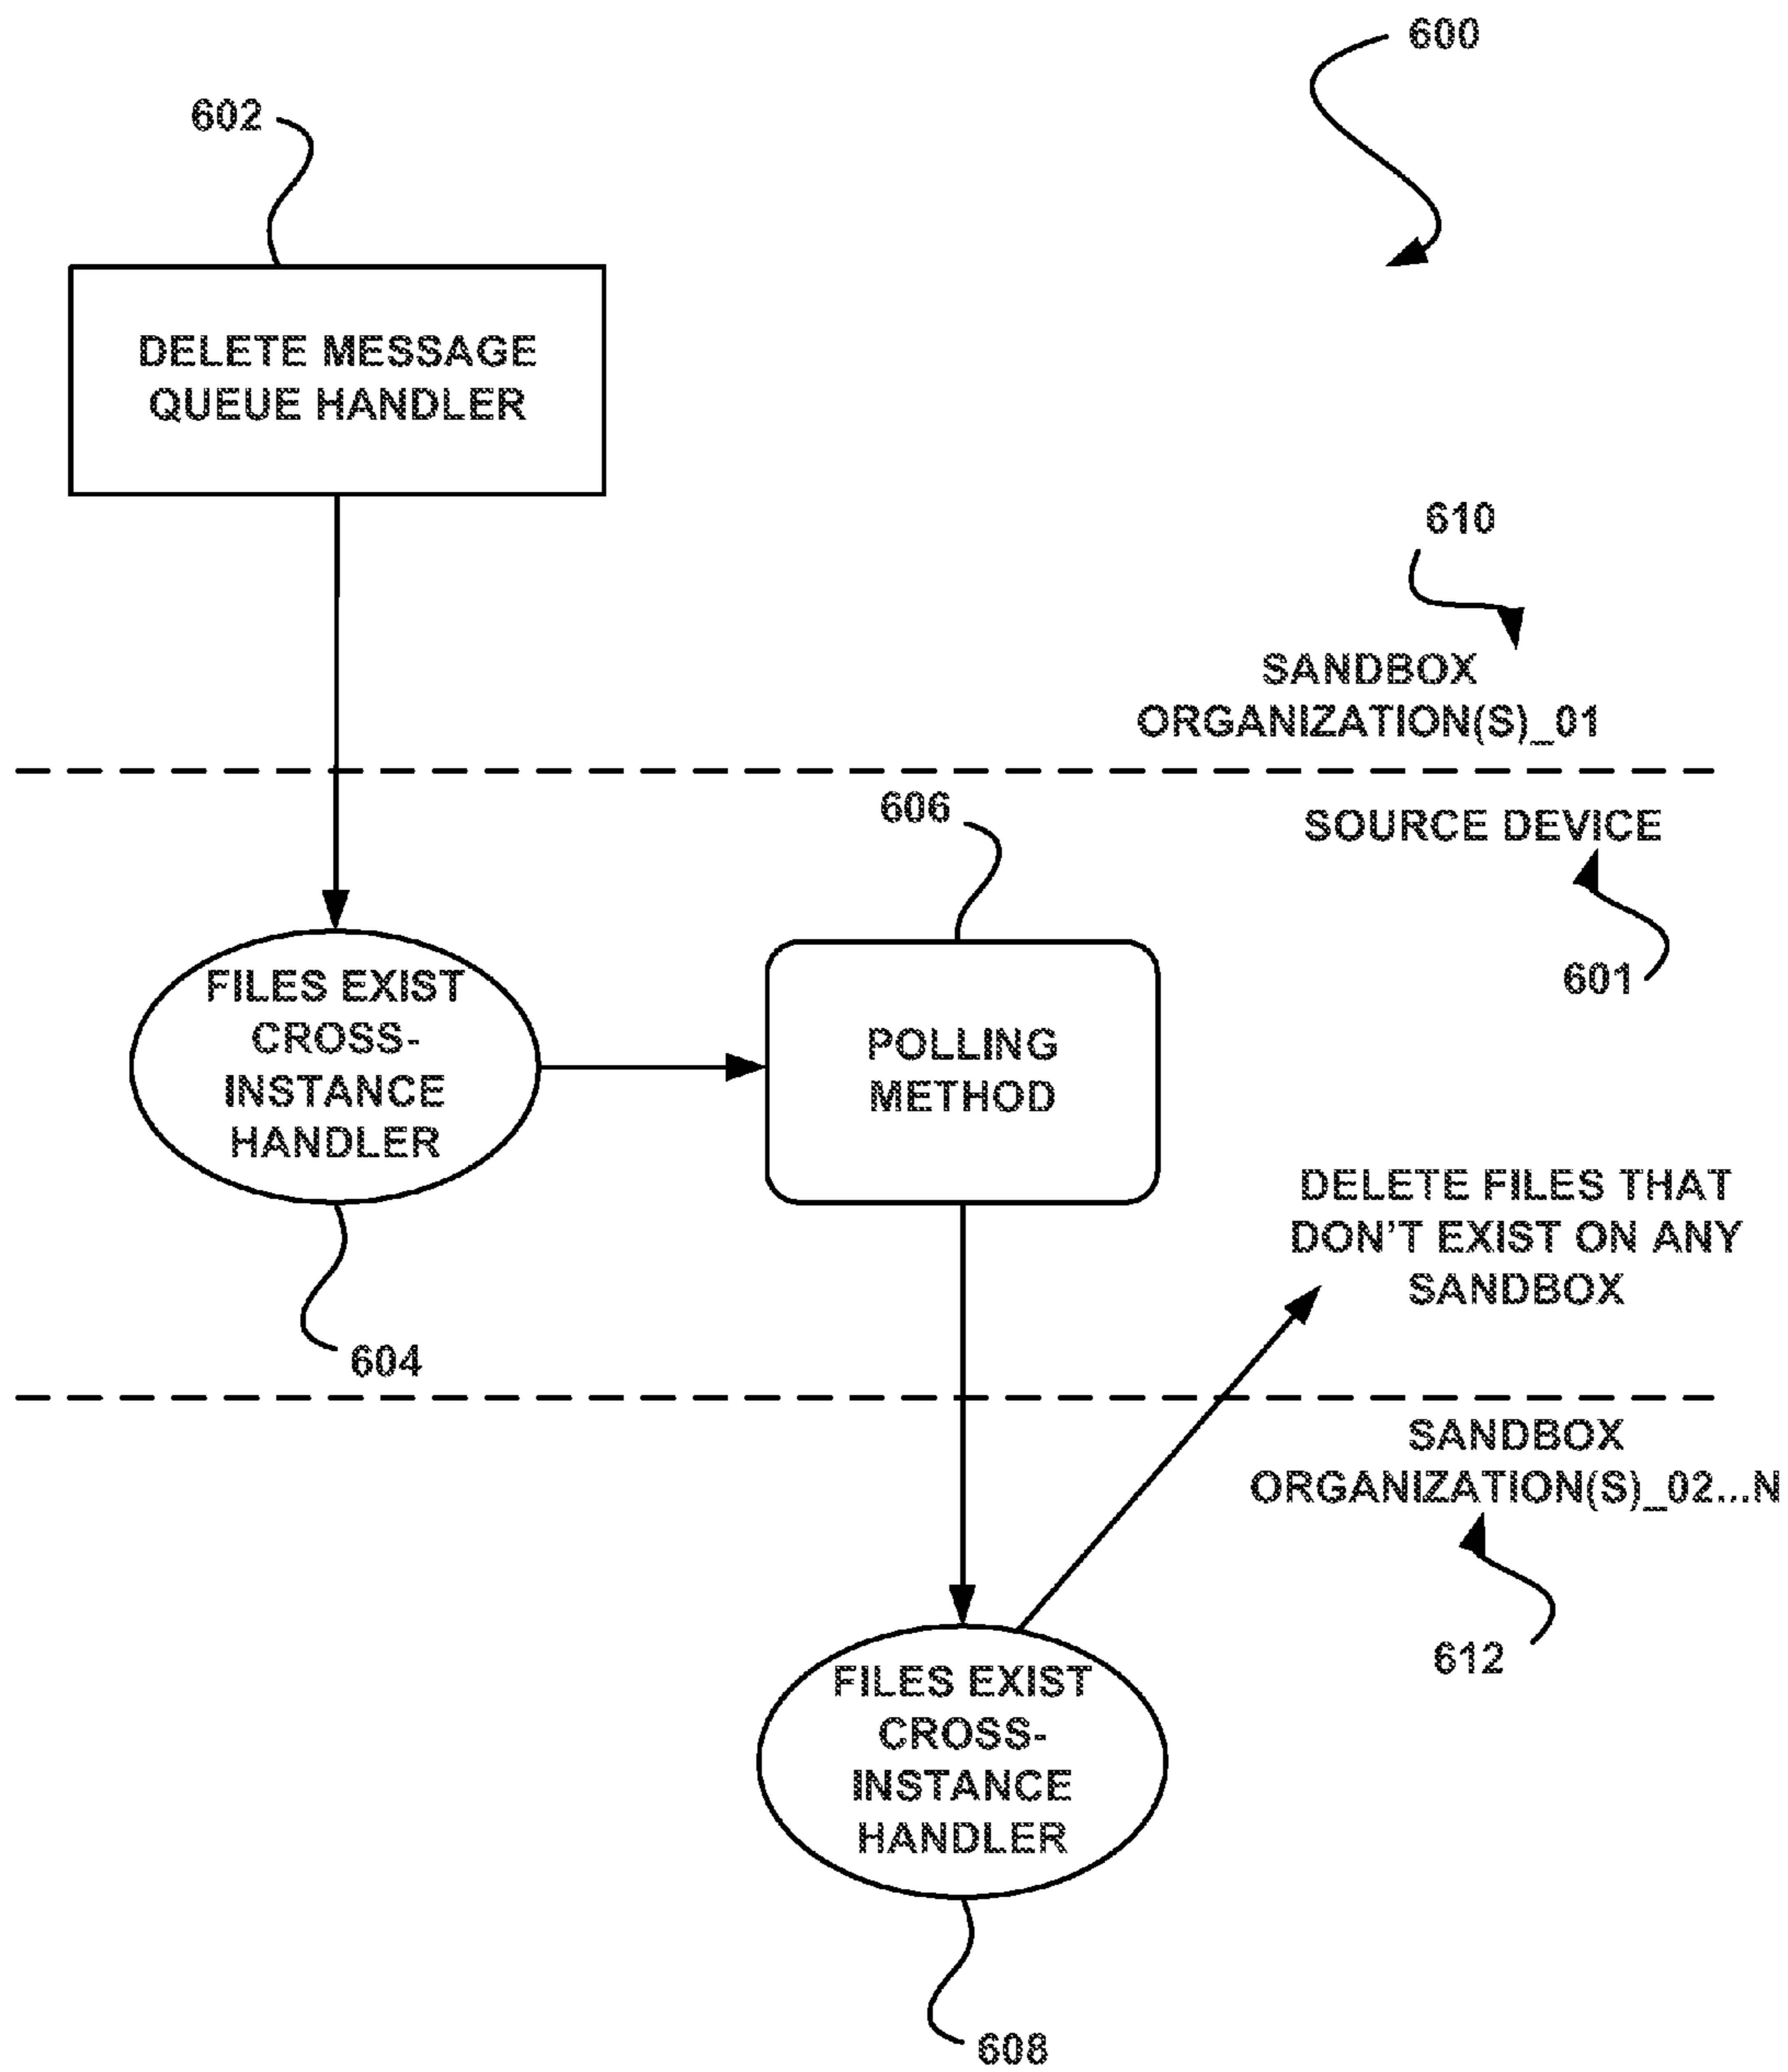 600
602
DELETE MESSAGE
QUEUE HANDLER
610
SANDBOX
ORGANIZATION(S)_01
606
SOURCE DEVICE
601
FILES EXIST
CROSS-
INSTANCE
HANDLER
POLLING
METHOD
DELETE FILES THAT
DON'T EXIST ON ANY
SANDBOX
604
SANDBOX
ORGANIZATION(S)_02...N
612
FILES EXIST
CROSS-
INSTANCE
HANDLER
608